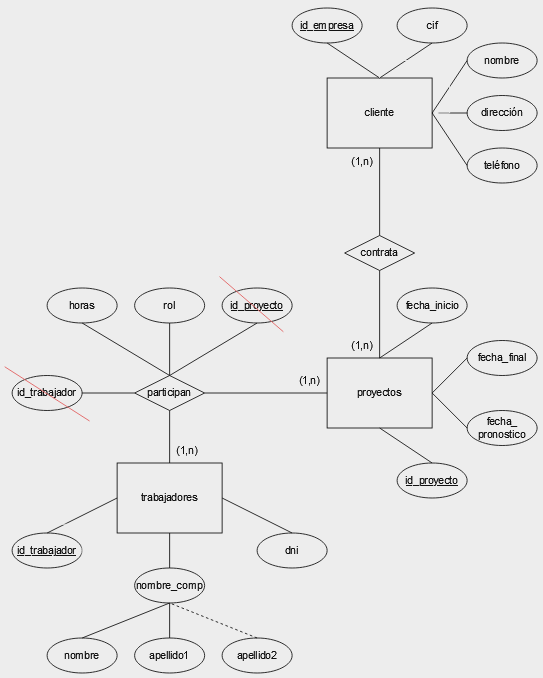 id_empresa
cif
nombre
cliente
dirección
(1,n)
teléfono
contrata
horas
rol
id_proyecto
fecha_inicio
(1,n)
fecha_final
id_trabajador
participan
(1,n)
proyectos
fecha_
pronostico
(1,n)
id_proyecto
trabajadores
id_trabajador
dni
nombre_comp
nombre
apellido1
apellido2